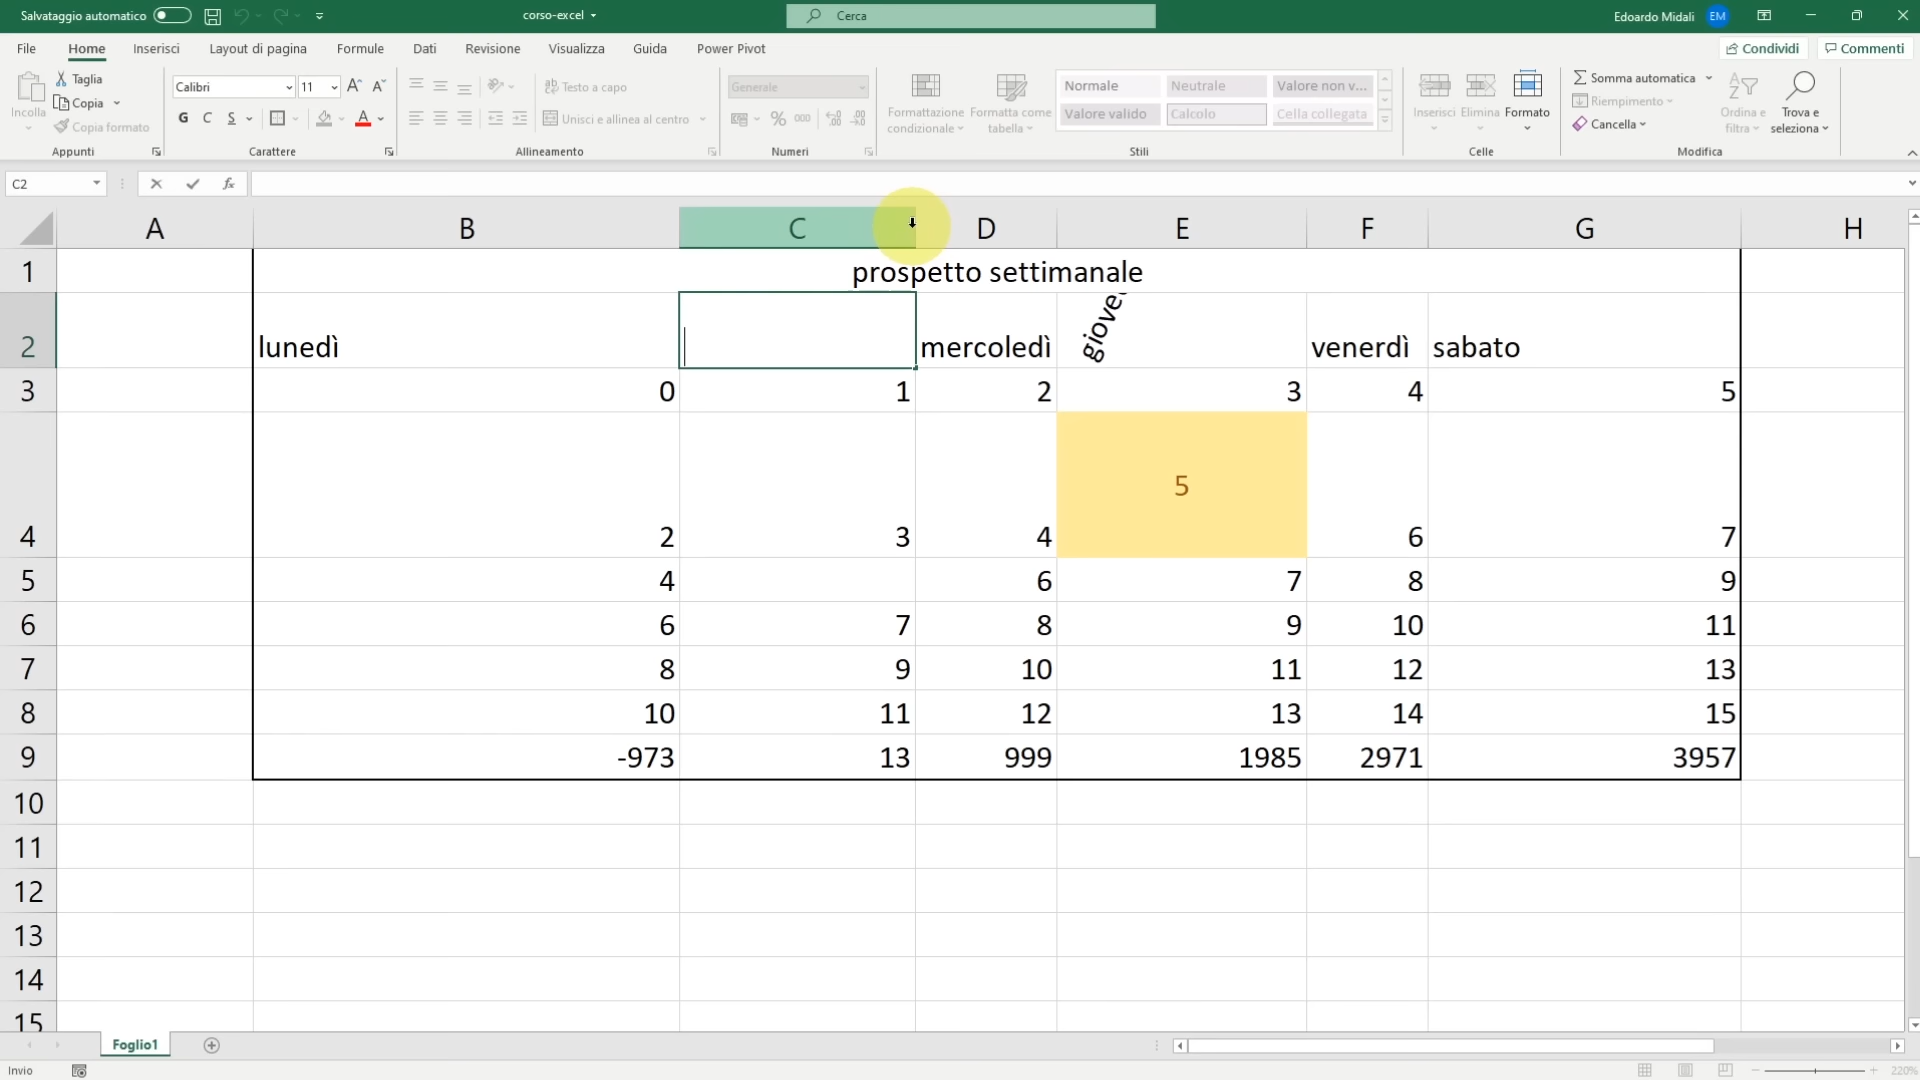 Salvataggio automatico
corso-excel
Cerca
Edoardo Midali
EM
File
Home
Inserisci
Layout di pagina
Formule
Dati
Revisione
Visualizza
Guida
Power Pivot
Condividi
Commenti
Incolla
Taglia
Copia
Copia formato
Appunti
Calibri
11
G C S
Carattere
Testo a capo
Unisci e allinea al centro
Allineamento
Generale
Numeri
Formattazione condizionale
Formatta come tabella
Normale
Neutrale
Valore non v...
Valore valido
Calcolo
Cella collegata
Stili
Inserisci
Elimina
Formato
Celle
Somma automatica
Riempimento
Cancella
Ordina e filtra
Trova e seleziona
Modifica
C2
fx
A B C D E F G H
1 prospetto settimanale
2 lunedì mercoledì venerdì sabato
3 0 1 2 3 4 5
4 2 3 4 5 6 7
5 4 6 7 8 9
6 6 7 8 9 10 11
7 8 9 10 11 12 13
8 10 11 12 13 14 15
9 -973 13 999 1985 2971 3957
10
11
12
13
14
15
Foglio1
Invio
220%